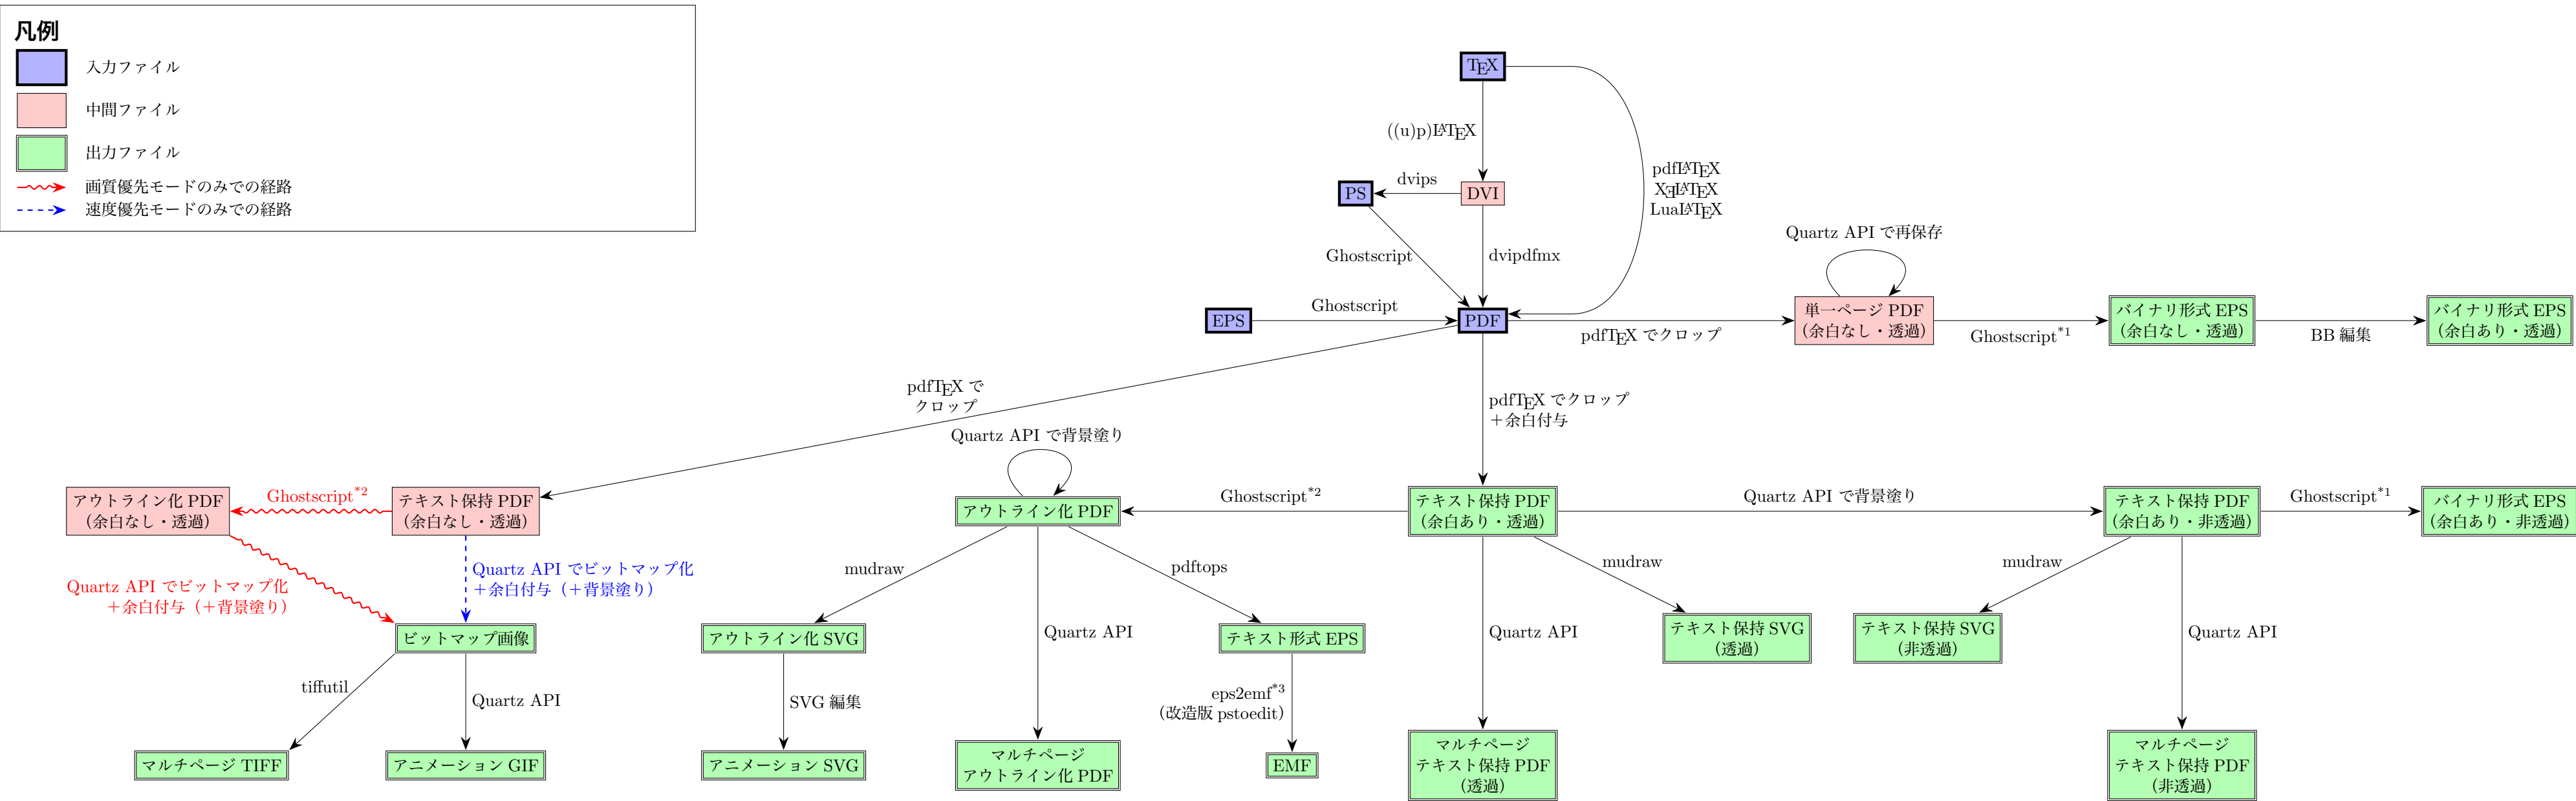 凡例
入力ファイル
中間ファイル
出力ファイル
画質優先モードのみでの経路
速度優先モードのみでの経路
TEX
((u)p)LATEX
pdfLATEX
XƎLATEX
LuaLATEX
PS
dvips
DVI
Ghostscript
dvipdfmx
Quartz API で再保存
EPS
Ghostscript
PDF
pdfTEX でクロップ
単一ページ PDF
(余白なし・透過)
Ghostscript*1
バイナリ形式 EPS
(余白なし・透過)
BB 編集
バイナリ形式 EPS
(余白あり・透過)
pdfTEX で
クロップ
pdfTEX でクロップ
＋余白付与
Quartz API で背景塗り
アウトライン化 PDF
(余白なし・透過)
Ghostscript*2
テキスト保持 PDF
(余白なし・透過)
アウトライン化 PDF
Ghostscript*2
テキスト保持 PDF
(余白あり・透過)
Quartz API で背景塗り
テキスト保持 PDF
(余白あり・非透過)
Ghostscript*1
バイナリ形式 EPS
(余白あり・非透過)
Quartz API でビットマップ化
＋余白付与（＋背景塗り）
Quartz API でビットマップ化
＋余白付与（＋背景塗り）
mudraw
pdftops
mudraw
mudraw
ビットマップ画像
アウトライン化 SVG
Quartz API
テキスト形式 EPS
Quartz API
テキスト保持 SVG
(透過)
テキスト保持 SVG
(非透過)
Quartz API
tiffutil
Quartz API
SVG 編集
eps2emf*3
(改造版 pstoedit)
マルチページ TIFF
アニメーション GIF
アニメーション SVG
マルチページ
アウトライン化 PDF
EMF
マルチページ
テキスト保持 PDF
(透過)
マルチページ
テキスト保持 PDF
(非透過)